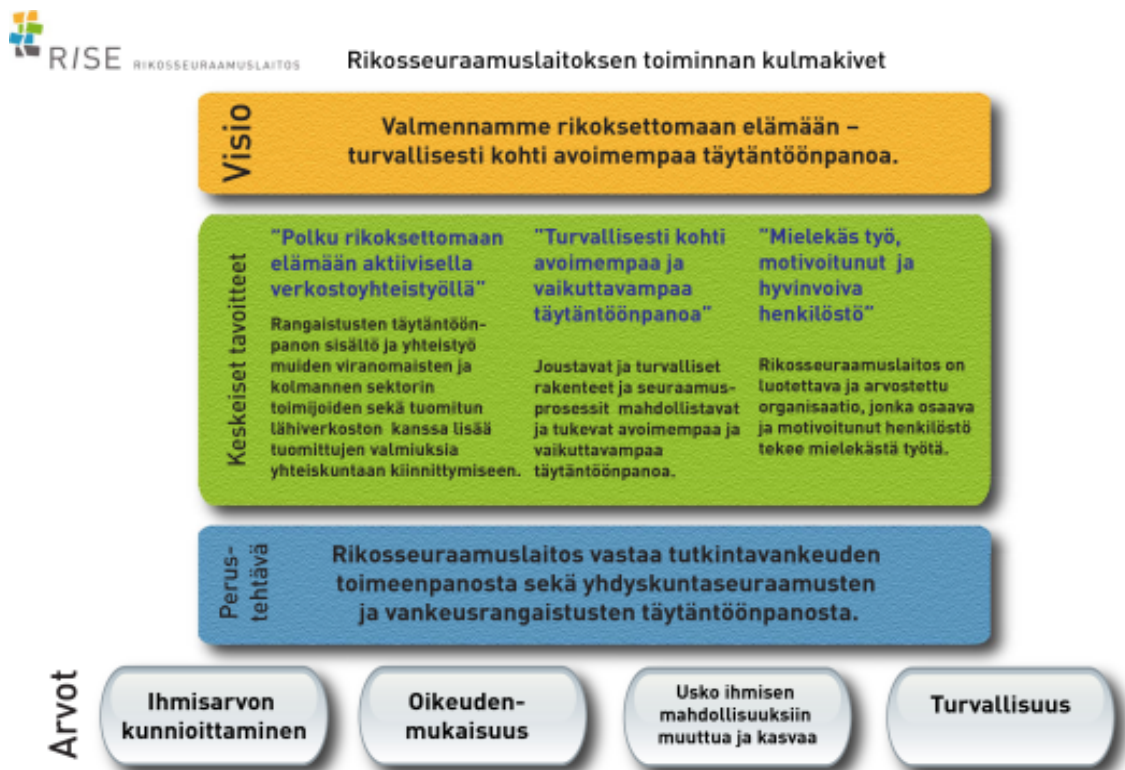 RISE RIKOSSEURAAMUSLAITOS
Rikosseuraamuslaitoksen toiminnan kulmakivet
Visio
Valmennamme rikoksettomaan elämään –
turvallisesti kohti avoimempaa täytäntöönpanoa.
Keskeiset tavoitteet
"Polku rikoksettomaan
elämään aktiivisella
verkostoyhteistyöllä"
Rangaistusten täytäntöön-
panon sisältö ja yhteistyö
muiden viranomaisten ja
kolmannen sektorin
toimijoiden sekä tuomitun
lähiverkoston kanssa lisää
tuomittujen valmiuksia
yhteiskuntaan kiinnittymiseen.
"Turvallisesti kohti
avoimempaa ja
vaikuttavampaa
täytäntöönpanoa"
Joustavat ja turvalliset
rakenteet ja seuraamus-
prosessit mahdollistavat
ja tukevat avoimempaa ja
vaikuttavampaa
täytäntöönpanoa.
"Mielekäs työ,
motivoitunut ja
hyvinvoiva
henkilöstö"
Rikosseuraamuslaitos on
luotettava ja arvostettu
organisaatio, jonka osaava
ja motivoitunut henkilöstö
tekee mielekästä työtä.
Perus-
tehtävä
Rikosseuraamuslaitos vastaa tutkintavankeuden
toimeenpanosta sekä yhdyskuntaseuraamusten
ja vankeusrangaistusten täytäntöönpanosta.
Arvot
Ihmisarvon
kunnioittaminen
Oikeuden-
mukaisuus
Usko ihmisen
mahdollisuuksiin
muuttua ja kasvaa
Turvallisuus